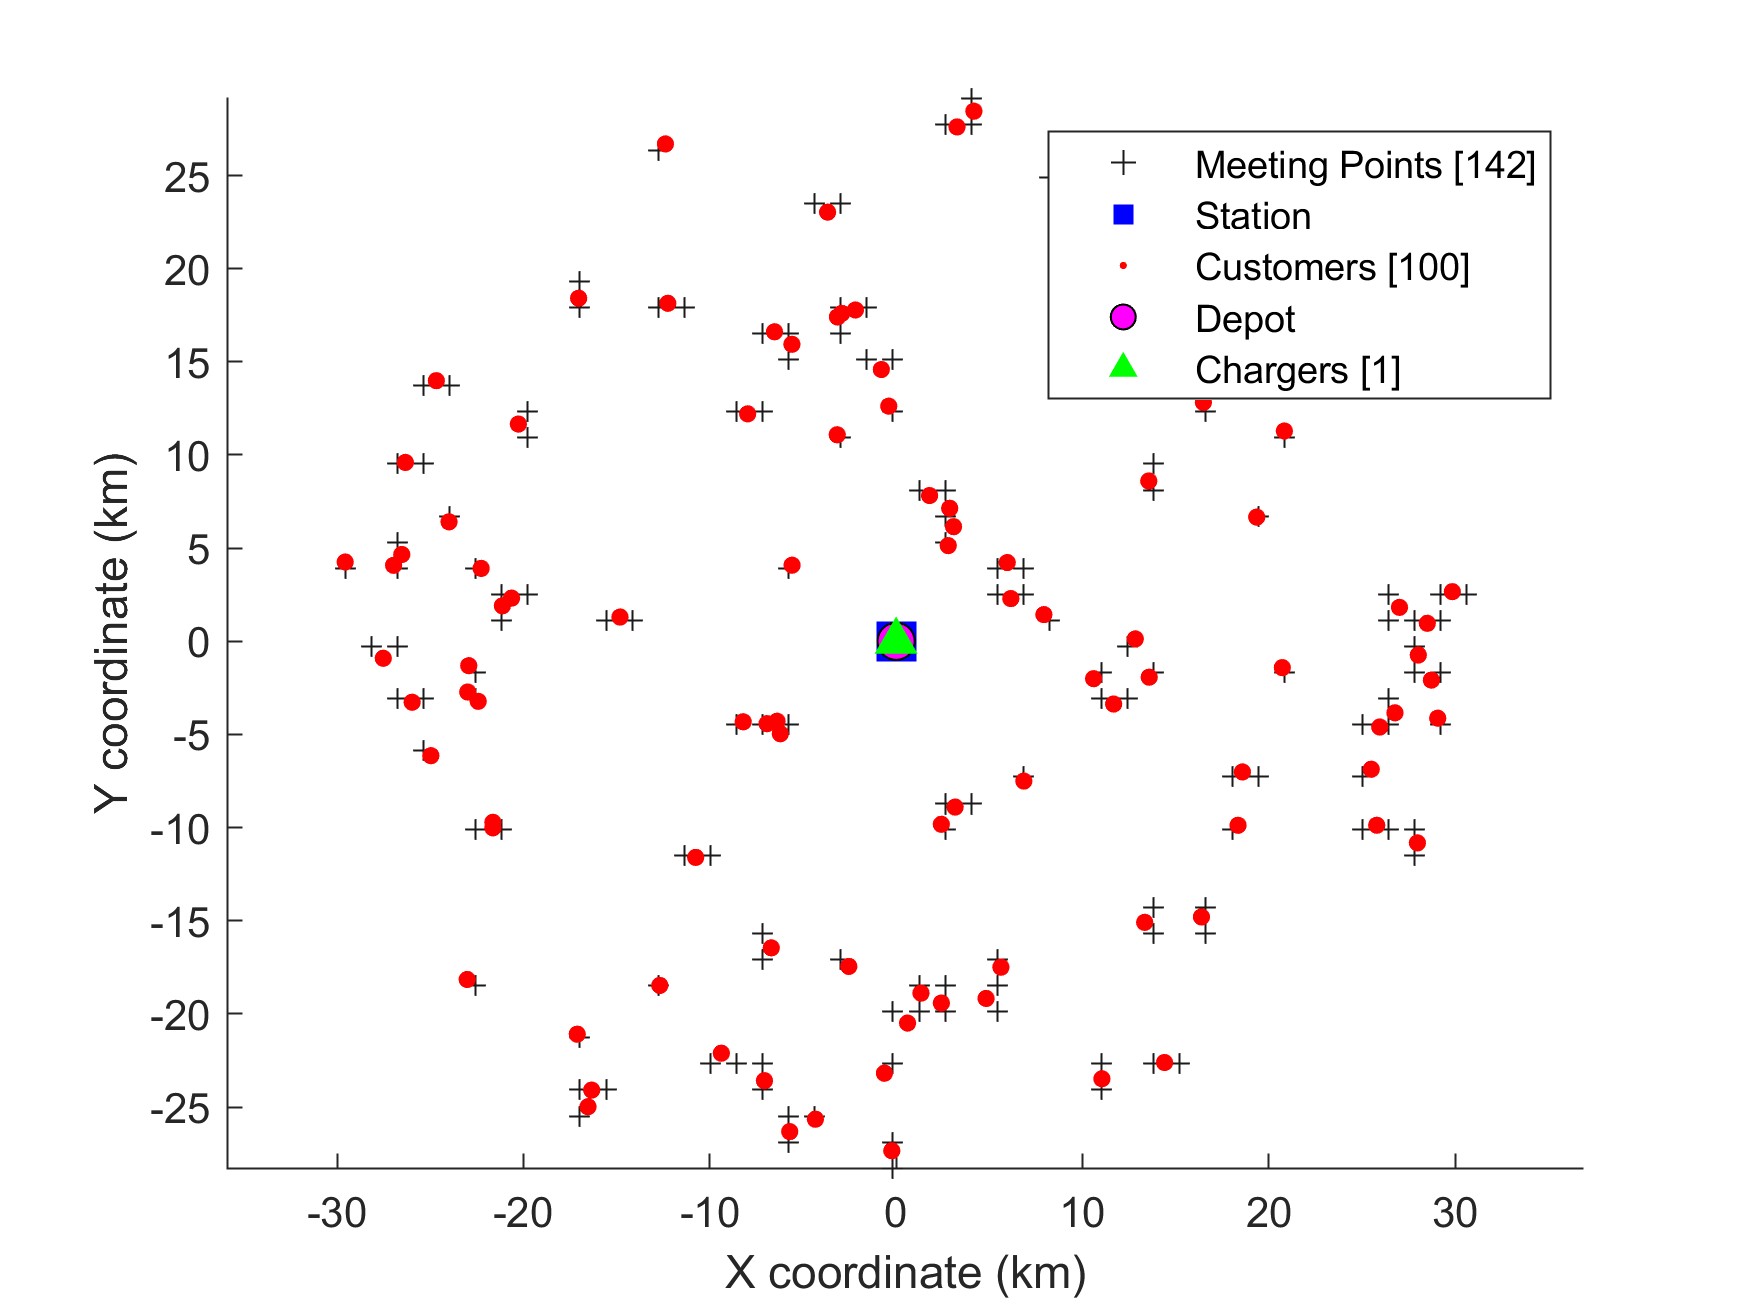 25
20
15
10
5
0
-5
-10
-15
-20
-25
Y coordinate (km)
Meeting Points [142]
Station
Customers [100]
Depot
Chargers [1]
-30 -20 -10 0 10 20 30
X coordinate (km)